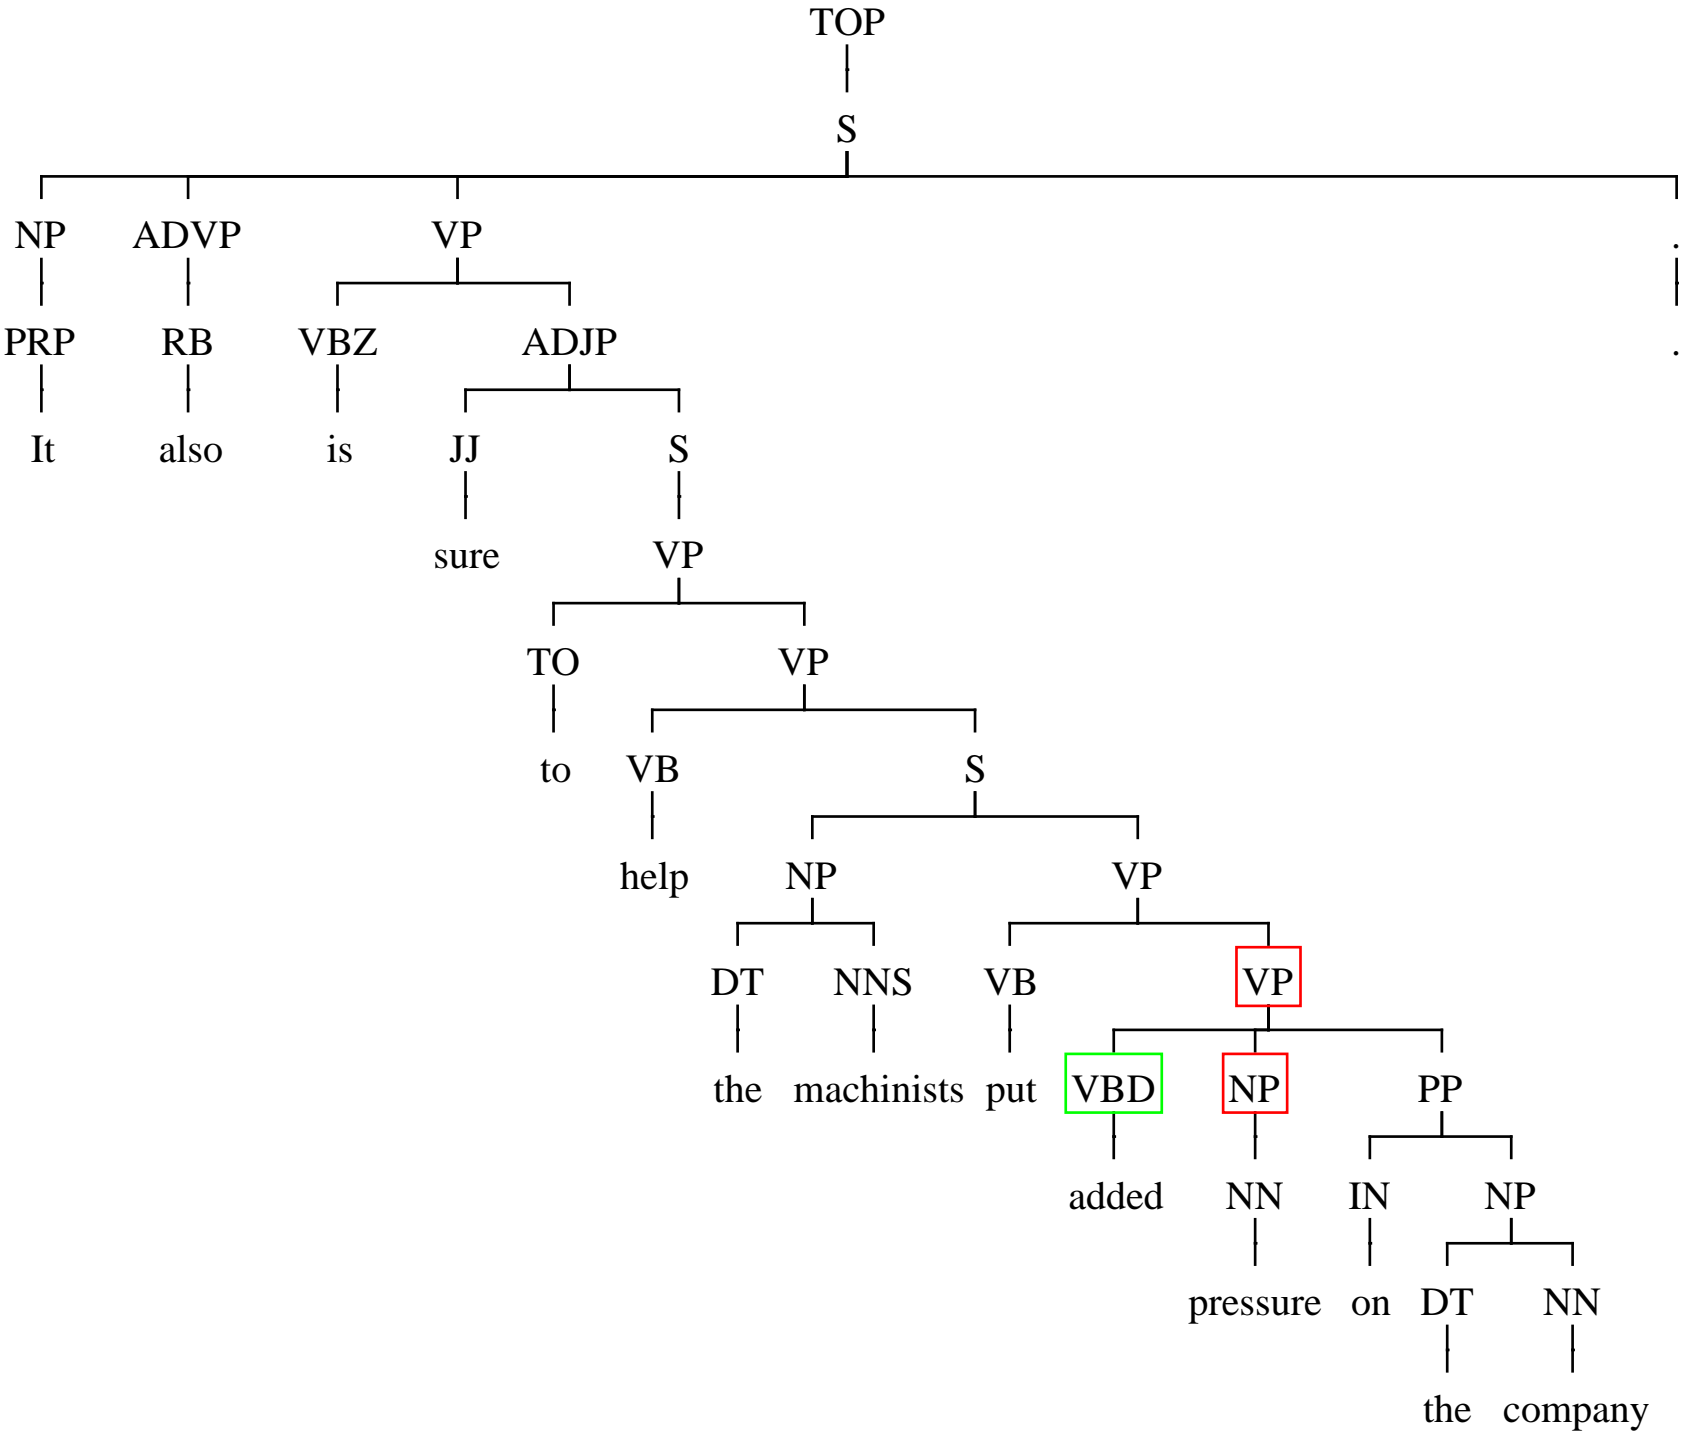 TOP
S
NP ADVP VP .
PRP RB VBZ ADJP .
It also is JJ S
sure VP
TO VP
to VB S
help NP VP
DT NNS VB VP
the machinists put VBD NP PP
added NN IN NP
pressure on DT NN
the company